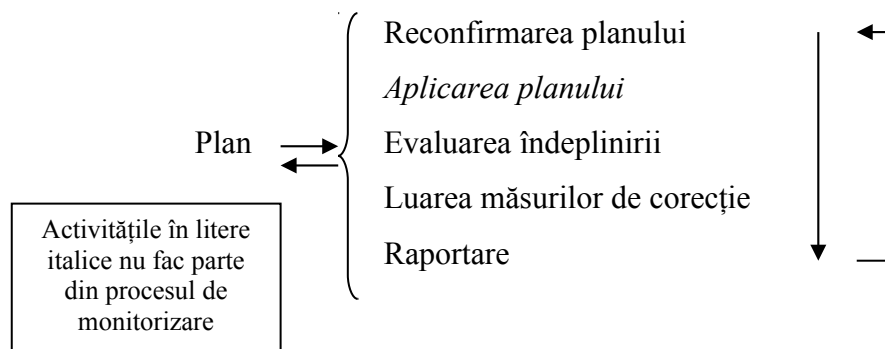 Reconfirmarea planului
Aplicarea planului
Plan
Evaluarea îndeplinirii
Luarea măsurilor de corecție
Raportare
Activitățile în litere
italice nu fac parte
din procesul de
monitorizare